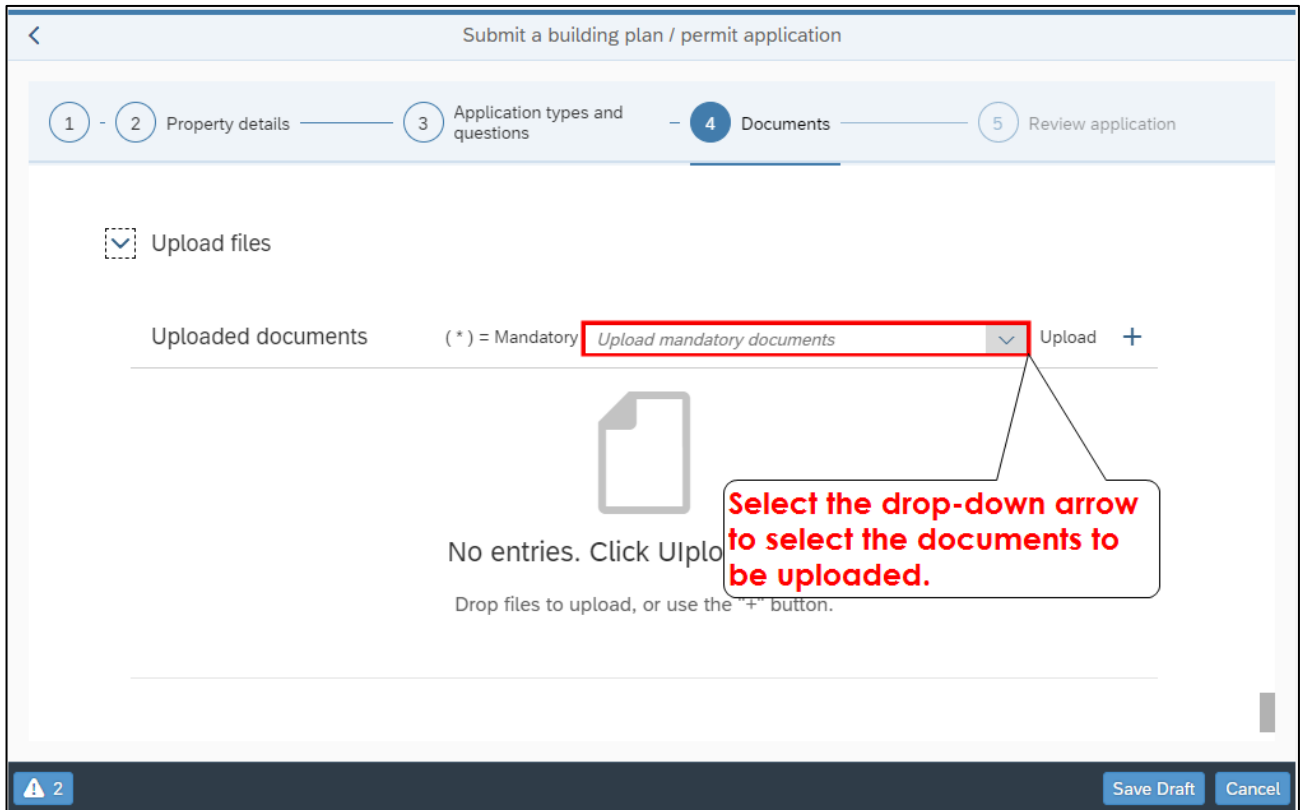 Submit a building plan / permit application
1 - 2 Property details 3 Application types and questions - 4 Documents 5 Review application
Upload files
Uploaded documents ( * ) = Mandatory Upload mandatory documents Upload +
Select the drop-down arrow
to select the documents to
be uploaded.
No entries. Click UIplo
Drop files to upload, or use the "+" button.
2 Save Draft Cancel